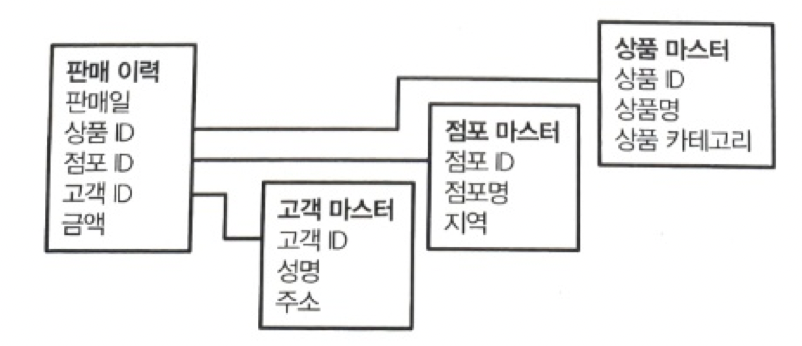 판매 이력
판매일
상품 ID
점포 ID
고객 ID
금액
고객 마스터
고객 ID
성명
주소
점포 마스터
점포 ID
점포명
지역
상품 마스터
상품 ID
상품명
상품 카테고리